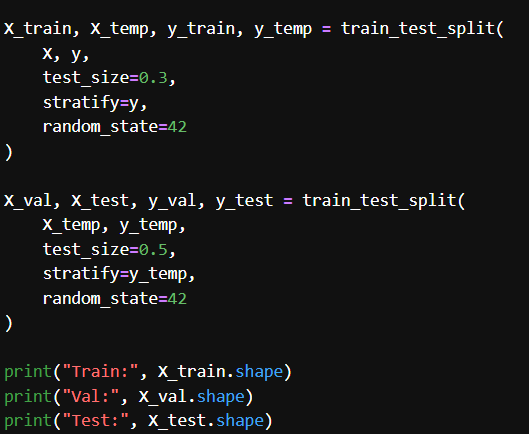 X_train, X_temp, y_train, y_temp = train_test_split(
    X, y,
    test_size=0.3,
    stratify=y,
    random_state=42
)
X_val, X_test, y_val, y_test = train_test_split(
    X_temp, y_temp,
    test_size=0.5,
    stratify=y_temp,
    random_state=42
)
print("Train:", X_train.shape)
print("Val:", X_val.shape)
print("Test:", X_test.shape)